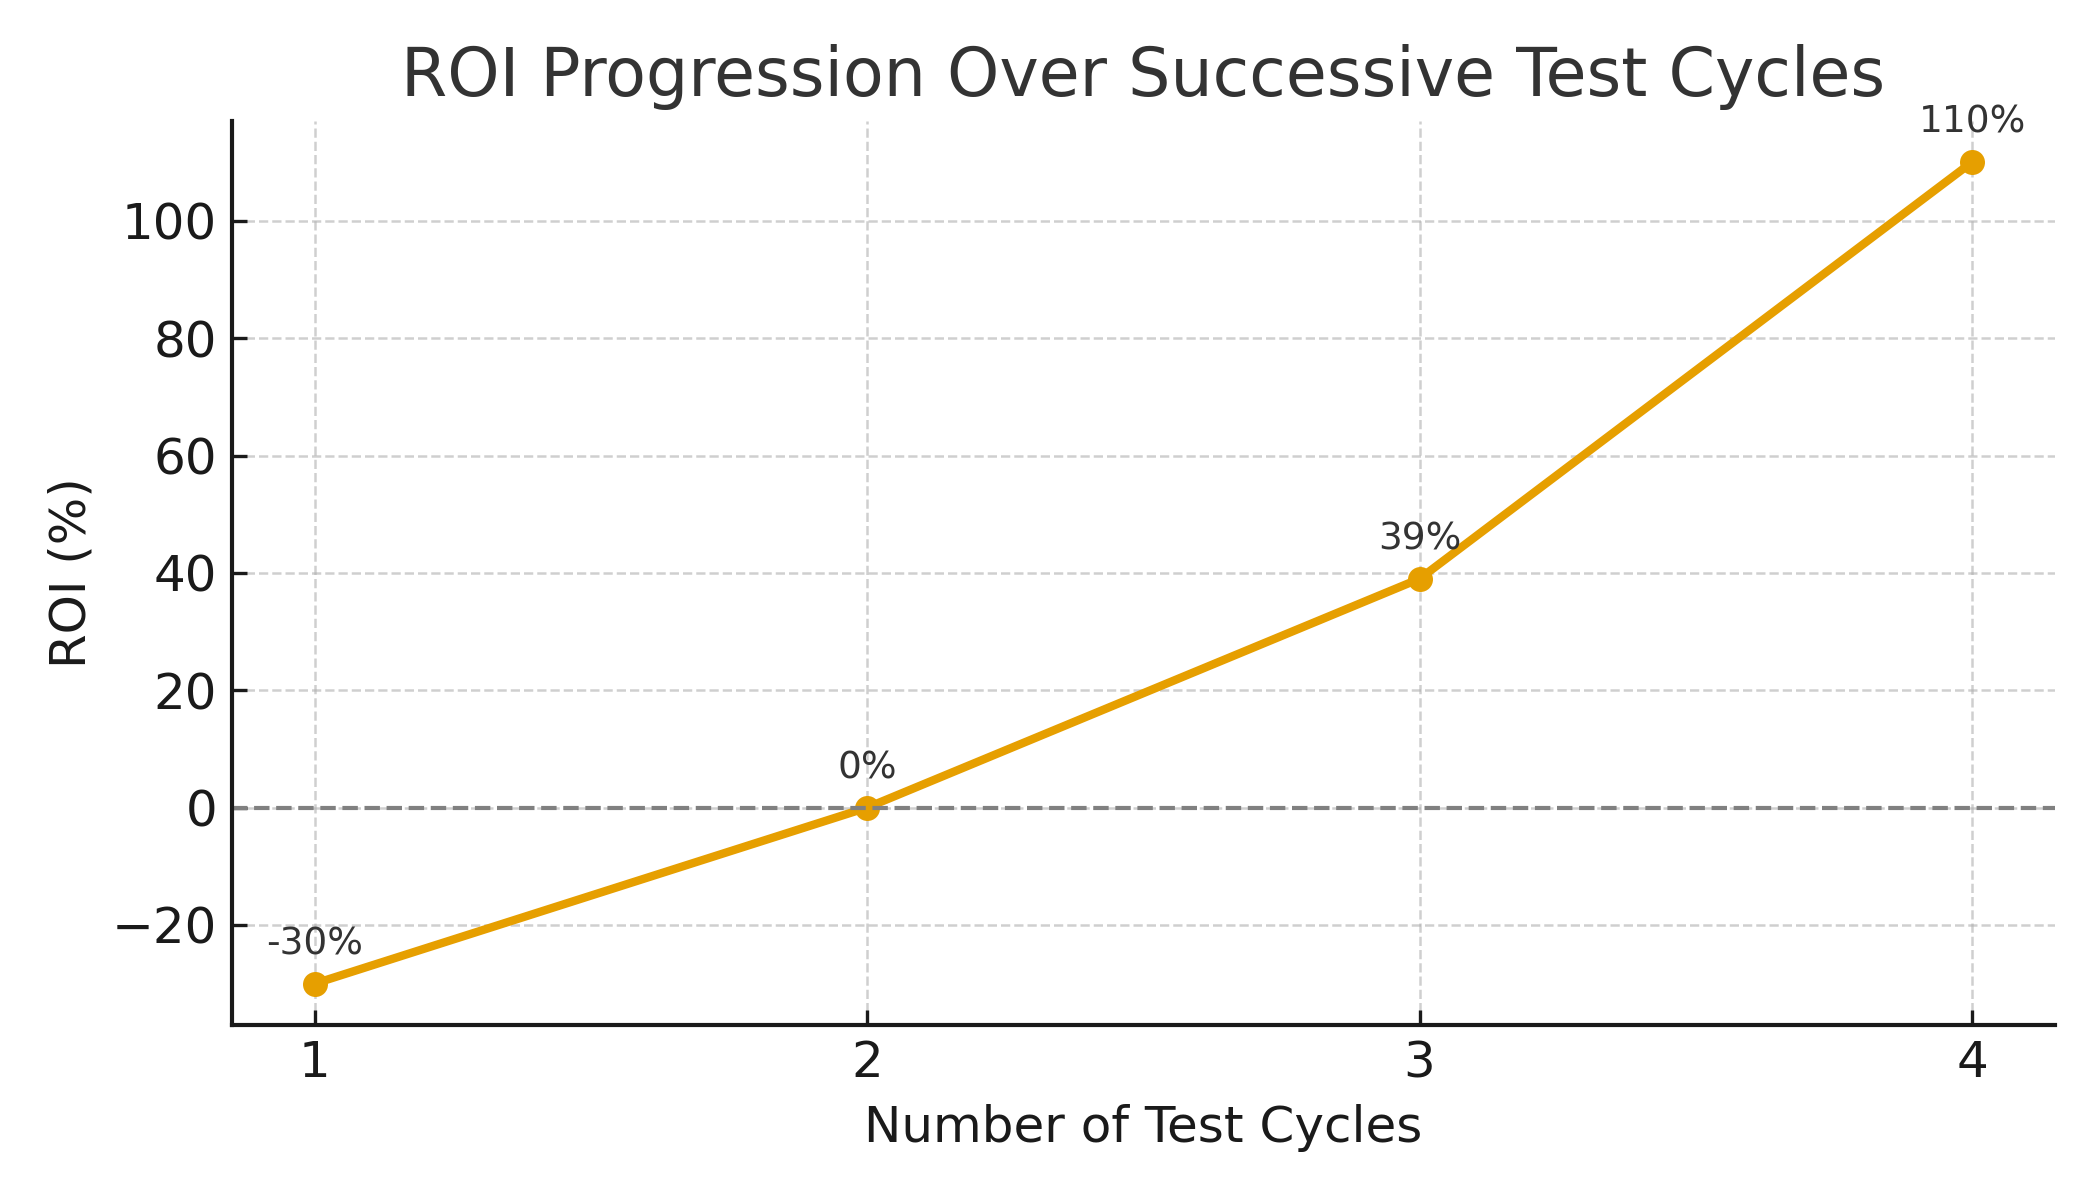 ROI Progression Over Successive Test Cycles
110%
100
80
60
39%
40
20
0%
0
-30%
−20
ROI (%)
1 2 3 4
Number of Test Cycles